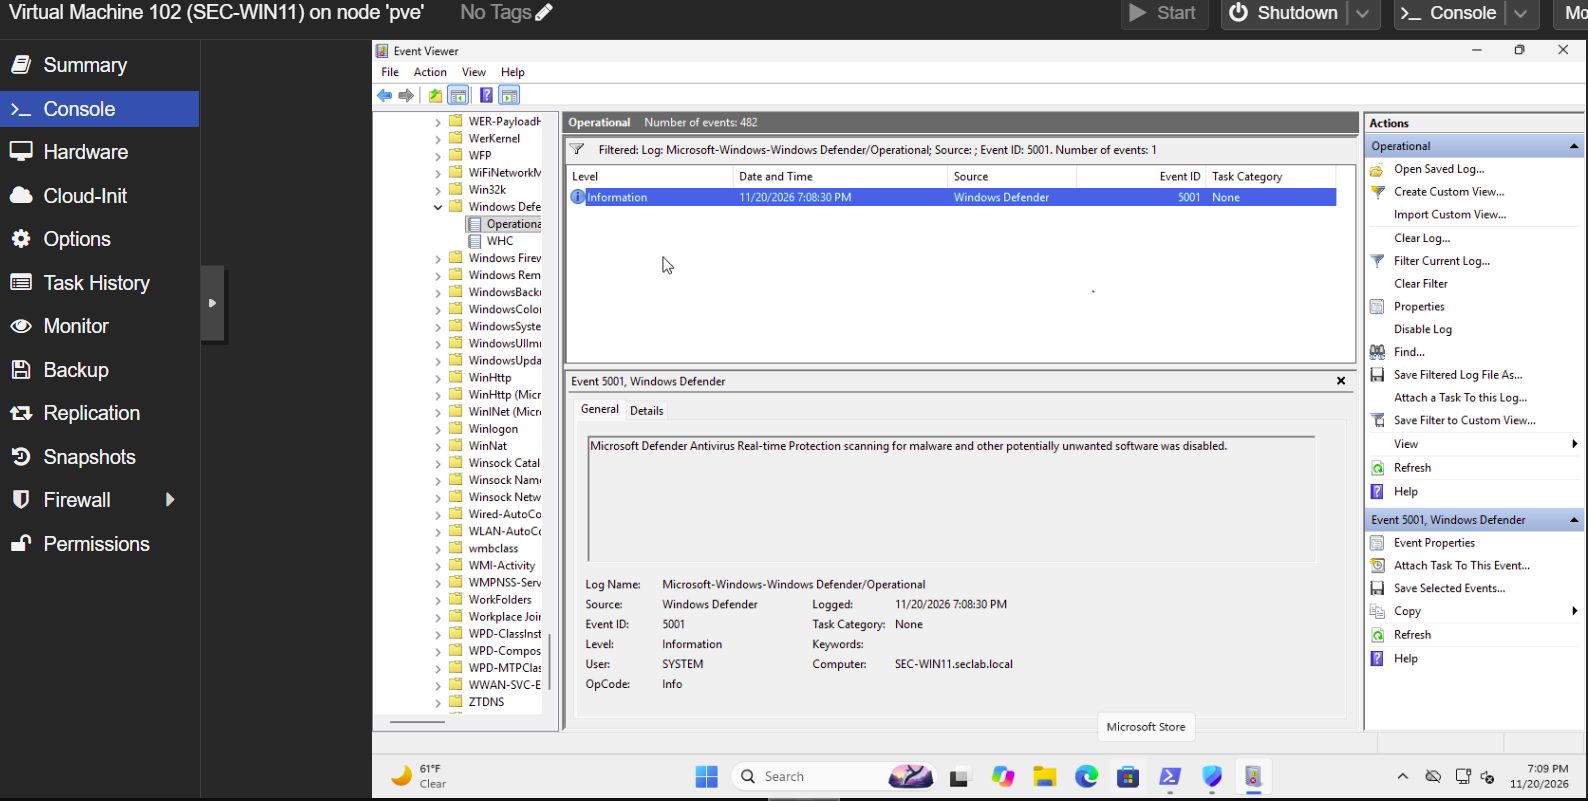 Virtual Machine 102 (SEC-WIN11) on node 'pve'
No Tags
Start
Shutdown
Console
Mo
Summary
Console
Hardware
Cloud-Init
Options
Task History
Monitor
Backup
Replication
Snapshots
Firewall
Permissions
Event Viewer
File Action View Help
WER-PayloadH
WerKernel
WFP
WiFiNetworkM
Win32k
Windows Defe
Operationa
WHC
Windows Firew
Windows Rem
WindowsBacku
WindowsColor
WindowsSyste
WindowsUIImm
WindowsUpda
WinHttp
WinHttp (Micr
WinINet (Micro
Winlogon
WinNat
Winsock Catal
Winsock Nam
Winsock Netw
Wired-AutoCo
WLAN-AutoCo
wmbclass
WMI-Activity
WMPNSS-Serv
WorkFolders
Workplace Join
WPD-ClassInst
WPD-Compos
WPD-MTPClas
WWAN-SVC-E
ZTDNS
Operational Number of events: 482
Filtered: Log: Microsoft-Windows-Windows Defender/Operational; Source: ; Event ID: 5001. Number of events: 1
Level Date and Time Source Event ID Task Category
Information 11/20/2026 7:08:30 PM Windows Defender 5001 None
Event 5001, Windows Defender
General Details
Microsoft Defender Antivirus Real-time Protection scanning for malware and other potentially unwanted software was disabled.
Log Name: Microsoft-Windows-Windows Defender/Operational
Source: Windows Defender Logged: 11/20/2026 7:08:30 PM
Event ID: 5001 Task Category: None
Level: Information Keywords:
User: SYSTEM Computer: SEC-WIN11.seclab.local
OpCode: Info
Actions
Operational
Open Saved Log...
Create Custom View...
Import Custom View...
Clear Log...
Filter Current Log...
Clear Filter
Properties
Disable Log
Find...
Save Filtered Log File As...
Attach a Task To this Log...
Save Filter to Custom View...
View
Refresh
Help
Event 5001, Windows Defender
Event Properties
Attach Task To This Event...
Save Selected Events...
Copy
Refresh
Help
Microsoft Store
61°F
Clear
Search
7:09 PM
11/20/2026